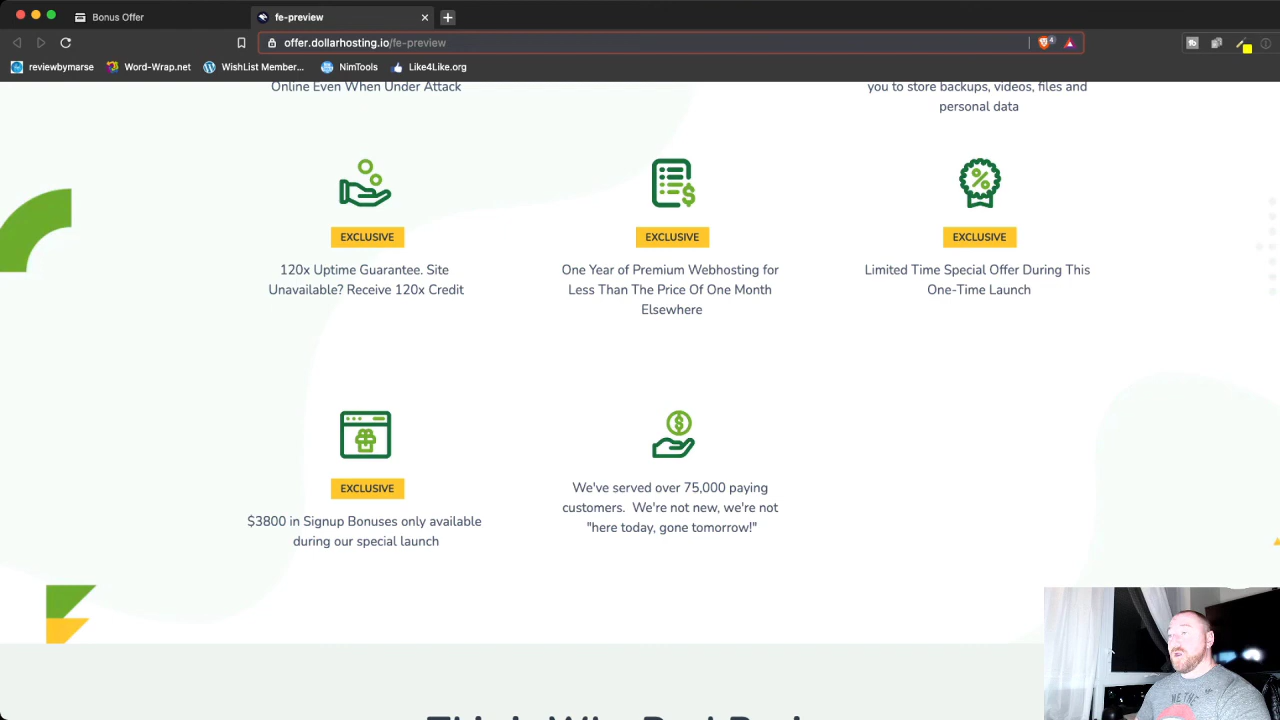 Bonus Offer
fe-preview
offer.dollarhosting.io/fe-preview
4
reviewbymarse
Word-Wrap.net
WishList Member...
NimTools
Like4Like.org
Online Even When Under Attack
you to store backups, videos, files and
personal data
EXCLUSIVE
120x Uptime Guarantee. Site
Unavailable? Receive 120x Credit
EXCLUSIVE
One Year of Premium Webhosting for
Less Than The Price Of One Month
Elsewhere
EXCLUSIVE
Limited Time Special Offer During This
One-Time Launch
EXCLUSIVE
$3800 in Signup Bonuses only available
during our special launch
We've served over 75,000 paying
customers. We're not new, we're not
"here today, gone tomorrow!"